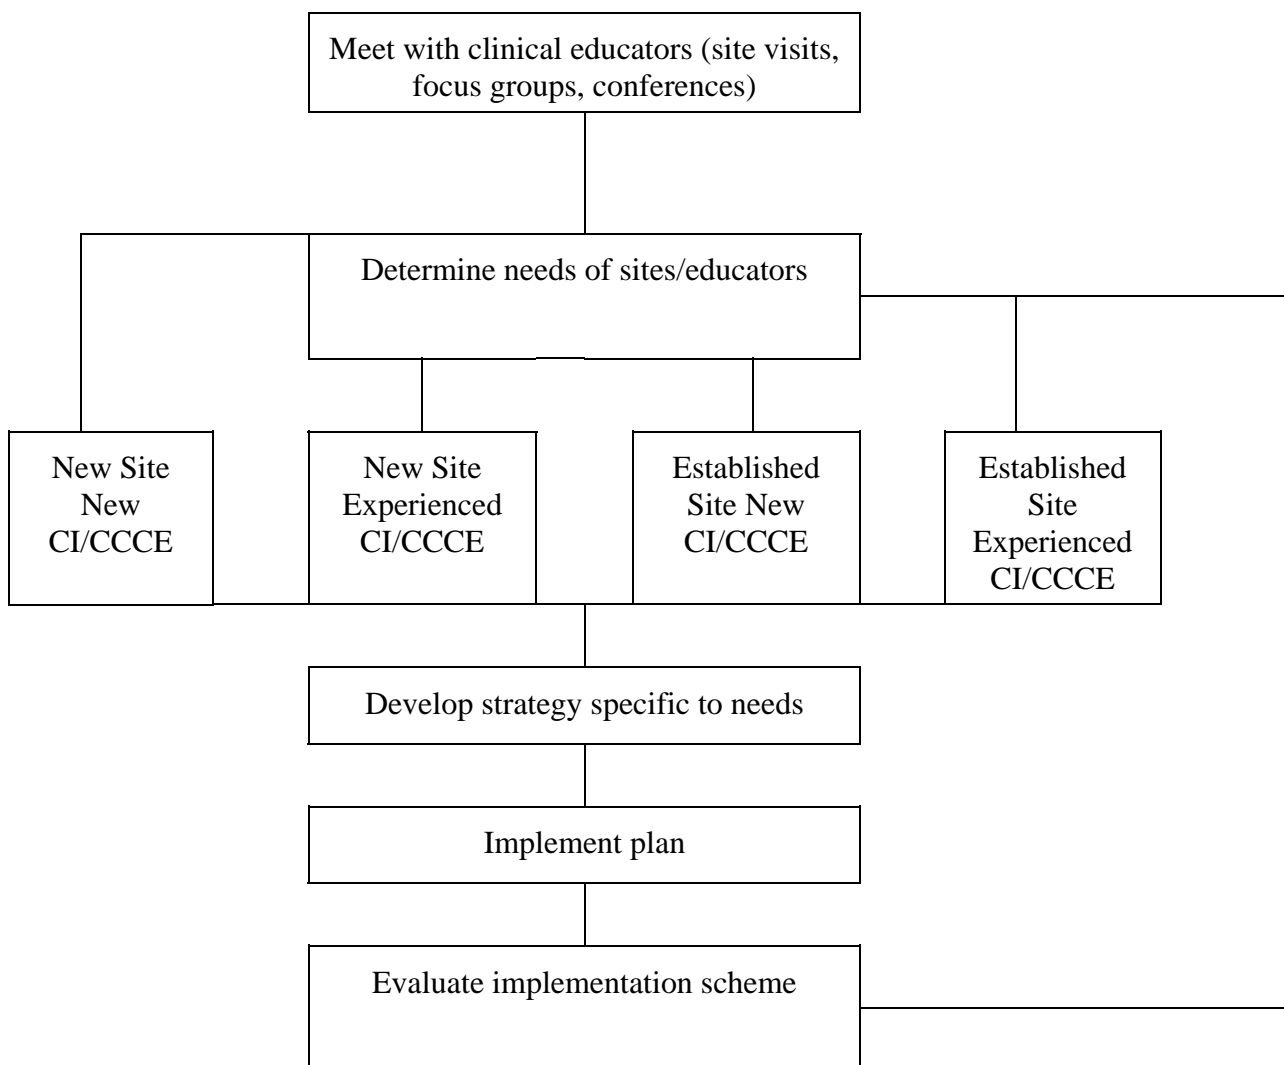 Meet with clinical educators (site visits,
focus groups, conferences)
Determine needs of sites/educators
New Site
New
CI/CCCE
New Site
Experienced
CI/CCCE
Established
Site New
CI/CCCE
Established
Site
Experienced
CI/CCCE
Develop strategy specific to needs
Implement plan
Evaluate implementation scheme